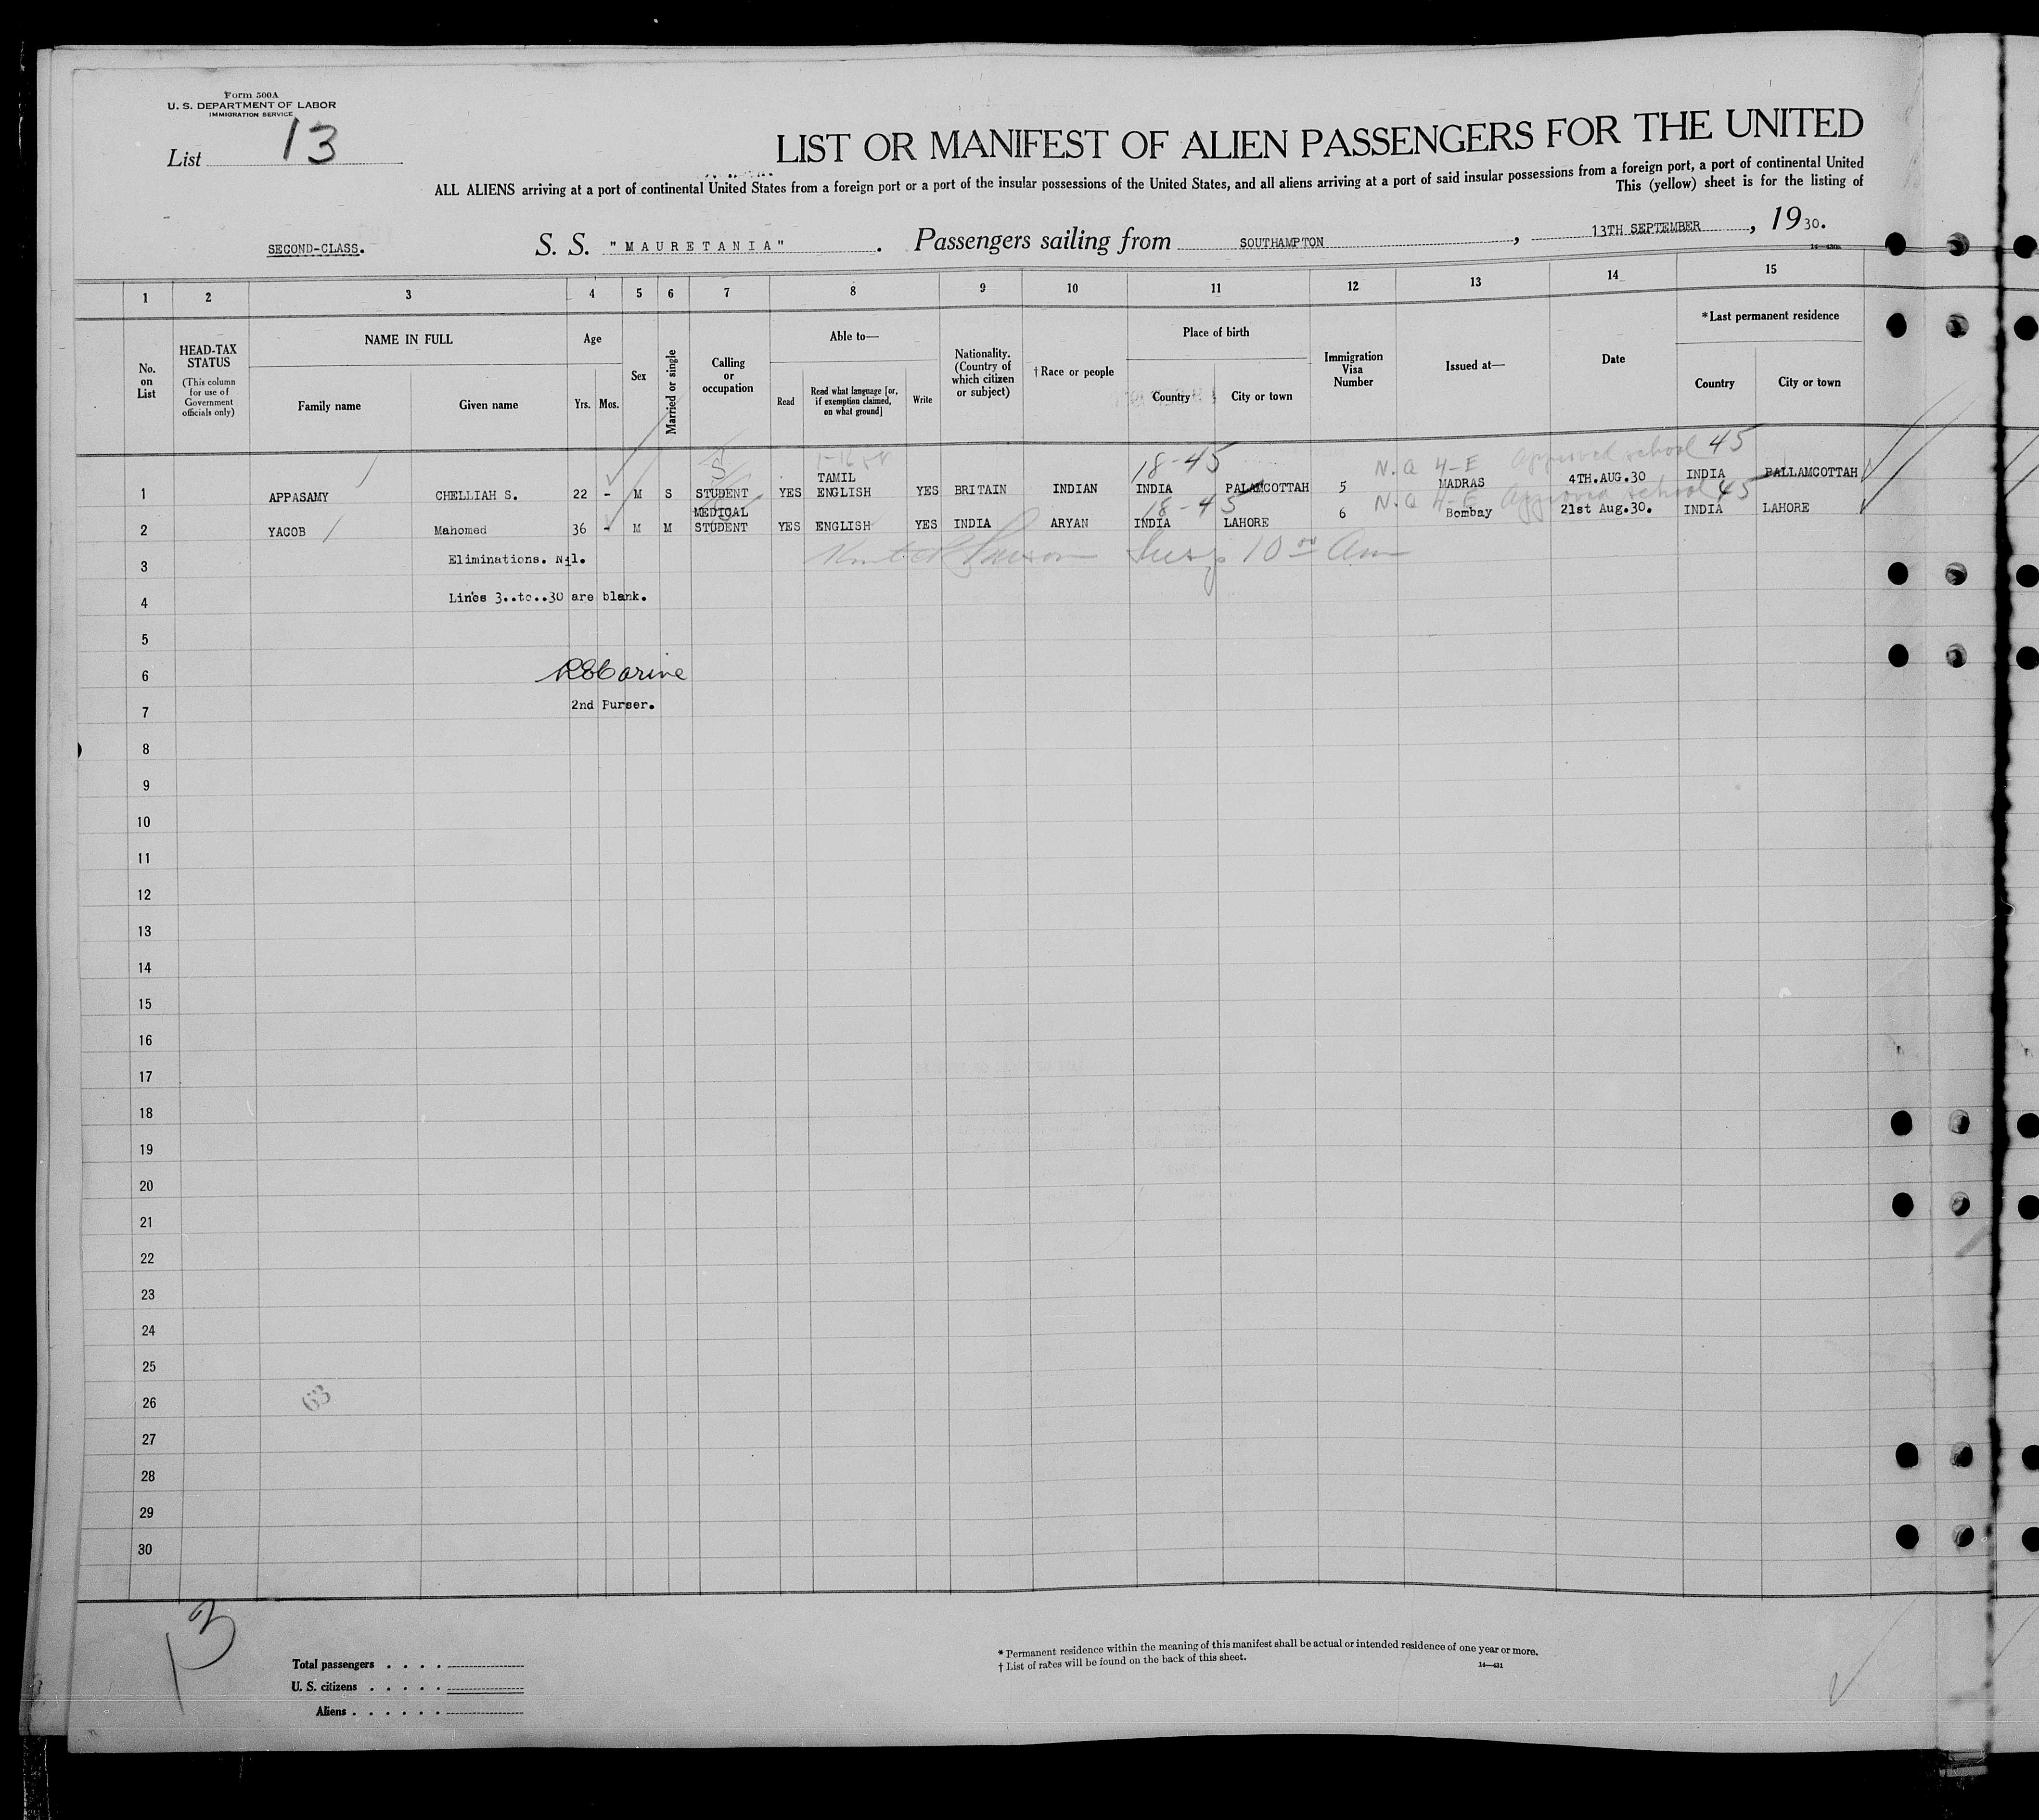 Form 500A
U. S. DEPARTMENT OF LABOR
IMMIGRATION SERVICE
List 13
LIST OR MANIFEST OF ALIEN PASSENGERS FOR THE UNITED
ALL ALIENS arriving at a port of continental United States from a foreign port or a port of the insular possessions of the United States, and all aliens arriving at a port of said insular possessions from a foreign port, a port of continental United
This (yellow) sheet is for the listing of
SECOND-CLASS. S. S. "MAURETANIA". Passengers sailing from SOUTHAMPTON, 13TH SEPTEMBER, 1930.
1 2 3 4 5 6 7 8 9 10 11 12 13 14 15
No. on List
HEAD-TAX STATUS
(This column for use of Government officials only)
NAME IN FULL
Family name Given name
Age
Yrs. Mos.
Sex
Married or single
Calling or occupation
Able to—
Read Read what language [or, if exemption claimed, on what ground] Write
Nationality. (Country of which citizen or subject)
†Race or people
Place of birth
Country City or town
Immigration Visa Number
Issued at—
Date
*Last permanent residence
Country City or town
18-45 N.Q 4-E Approved school 45
1 APPASAMY CHELLIAH S. 22 - M S STUDENT YES TAMIL ENGLISH YES BRITAIN INDIAN INDIA PALAMCOTTAH 5 MADRAS 4TH.AUG.30 INDIA PALLAMCOTTAH
18-45 N.Q 4-E Approved school 45
2 YACOB Mahomed 36 - M M MEDICAL STUDENT YES ENGLISH YES INDIA ARYAN INDIA LAHORE 6 Bombay 21st Aug.30. INDIA LAHORE
3 Eliminations. Nil. 10 00 Am
4 Lines 3..to..30 are blank.
5
6
7 2nd Purser.
8
9
10
11
12
13
14
15
16
17
18
19
20
21
22
23
24
25
26
63
27
28
29
30
13
Total passengers . . . .
U. S. citizens . . . . .
Aliens . . . . . .
* Permanent residence within the meaning of this manifest shall be actual or intended residence of one year or more.
† List of races will be found on the back of this sheet.
14—431